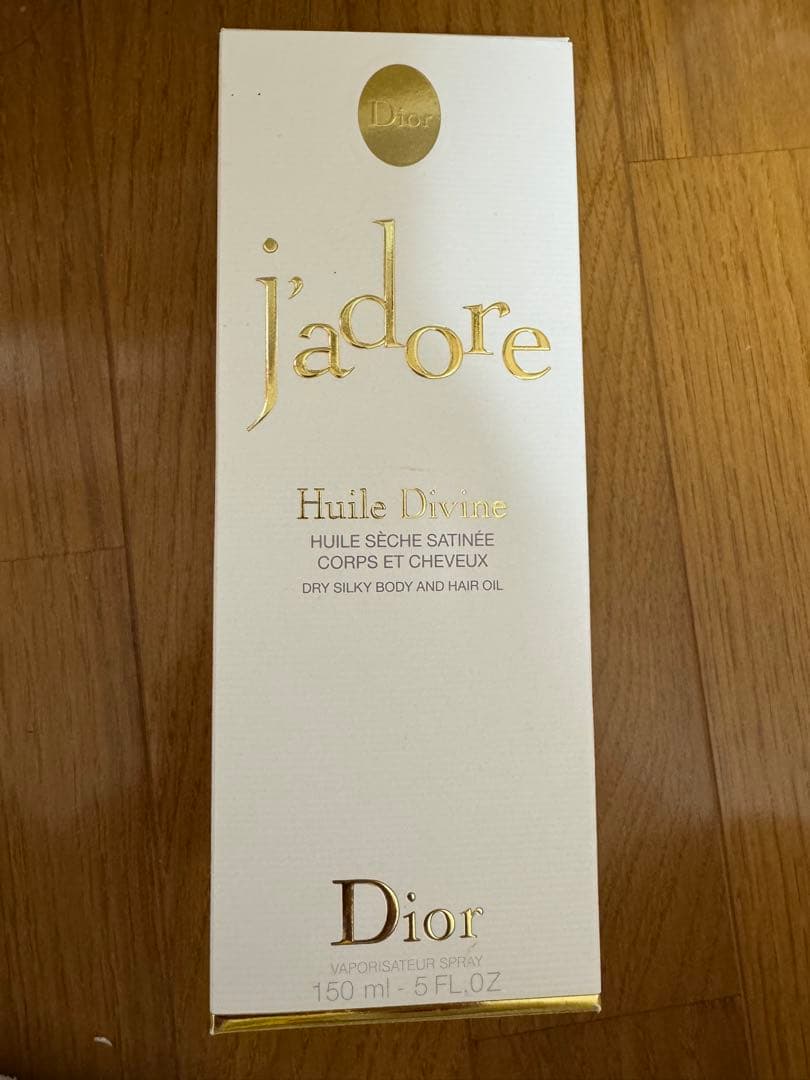 Dior
j'adore
Huile Divine
HUILE SÈCHE SATINÉE
CORPS ET CHEVEUX
DRY SILKY BODY AND HAIR OIL
Dior
VAPORISATEUR SPRAY
150 ml - 5 FL.OZ